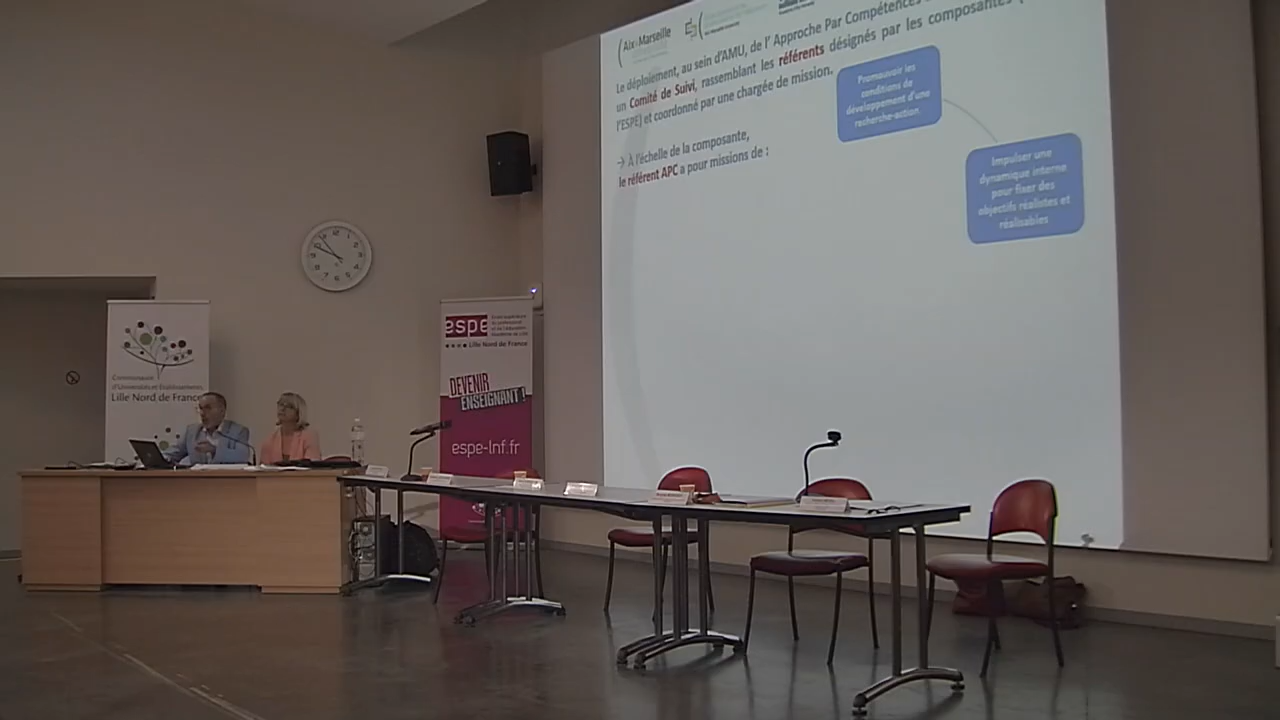 (Aix*Marseille
Le déploiement, au sein d'AMU, de l' Approche Par Compétences
un Comité de Suivi, rassemblant les référents désignés par les composantes
l'ESPE) et coordonné par une chargée de mission.
→ À l'échelle de la composante,
le référent APC a pour missions de :
Promouvoir les
conditions de
développement d'une
recherche-action.
Impulser une
dynamique interne
pour fixer des
objectifs réalistes et
réalisables
Communauté
d'Universités et Etablissements
Lille Nord de France
espe
Lille Nord de France
DEVENIR
ENSEIGNANT !
espe-lnf.fr